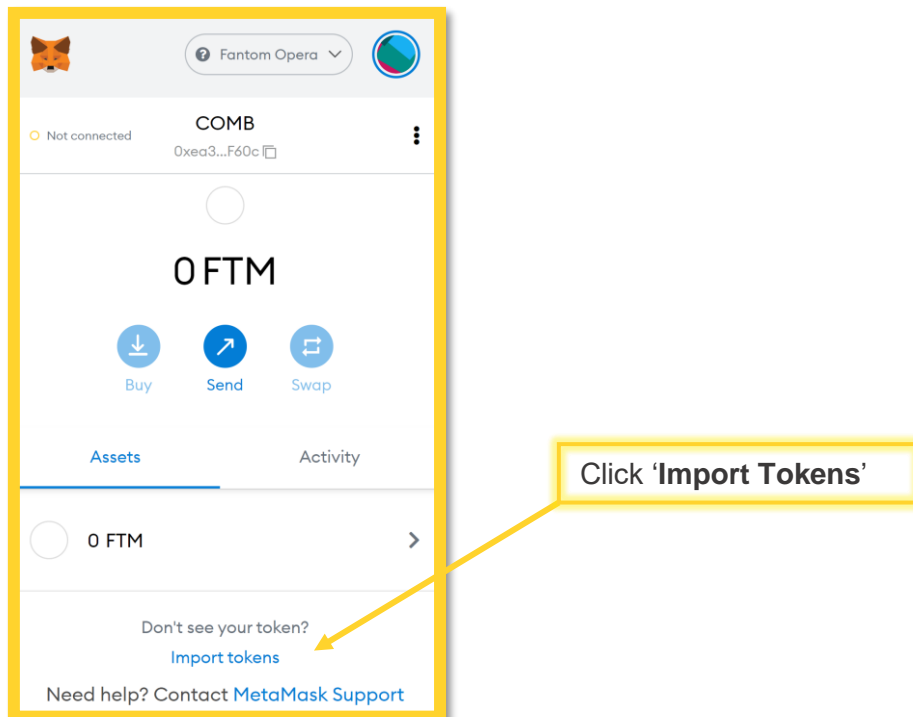 Fantom Opera
Not connected
COMB
0xea3...F60c
0 FTM
Buy
Send
Swap
Assets
Activity
0 FTM
Don't see your token?
Import tokens
Need help? Contact MetaMask Support
Click ‘Import Tokens’